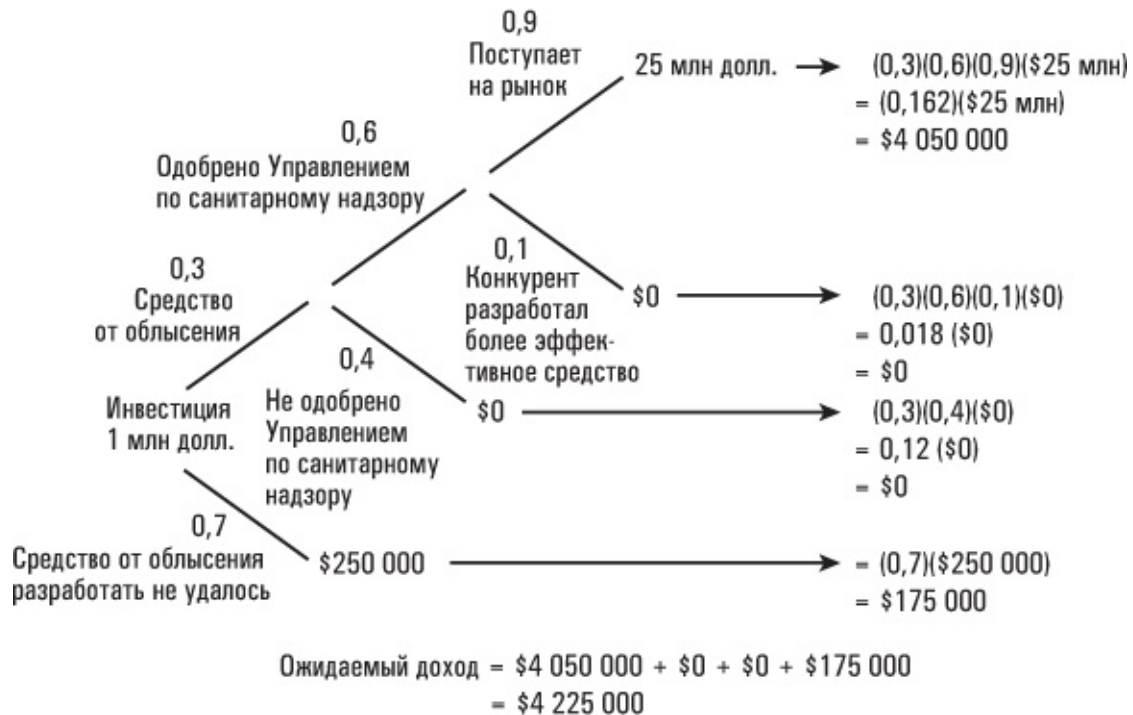 0,9
Поступает
на рынок
25 млн долл.
(0,3)(0,6)(0,9)($25 млн)
= (0,162)($25 млн)
= $4 050 000
0,6
Одобрено Управлением
по санитарному надзору
0,1
Конкурент
разработал
более эффек-
тивное средство
$0
(0,3)(0,6)(0,1)($0)
= 0,018 ($0)
= $0
0,3
Средство
от облысения
0,4
Не одобрено
Управлением
по санитарному
надзору
$0
(0,3)(0,4)($0)
= 0,12 ($0)
= $0
Инвестиция
1 млн долл.
0,7
Средство от облысения
разработать не удалось
$250 000
= (0,7)($250 000)
= $175 000
Ожидаемый доход = $4 050 000 + $0 + $0 + $175 000
= $4 225 000